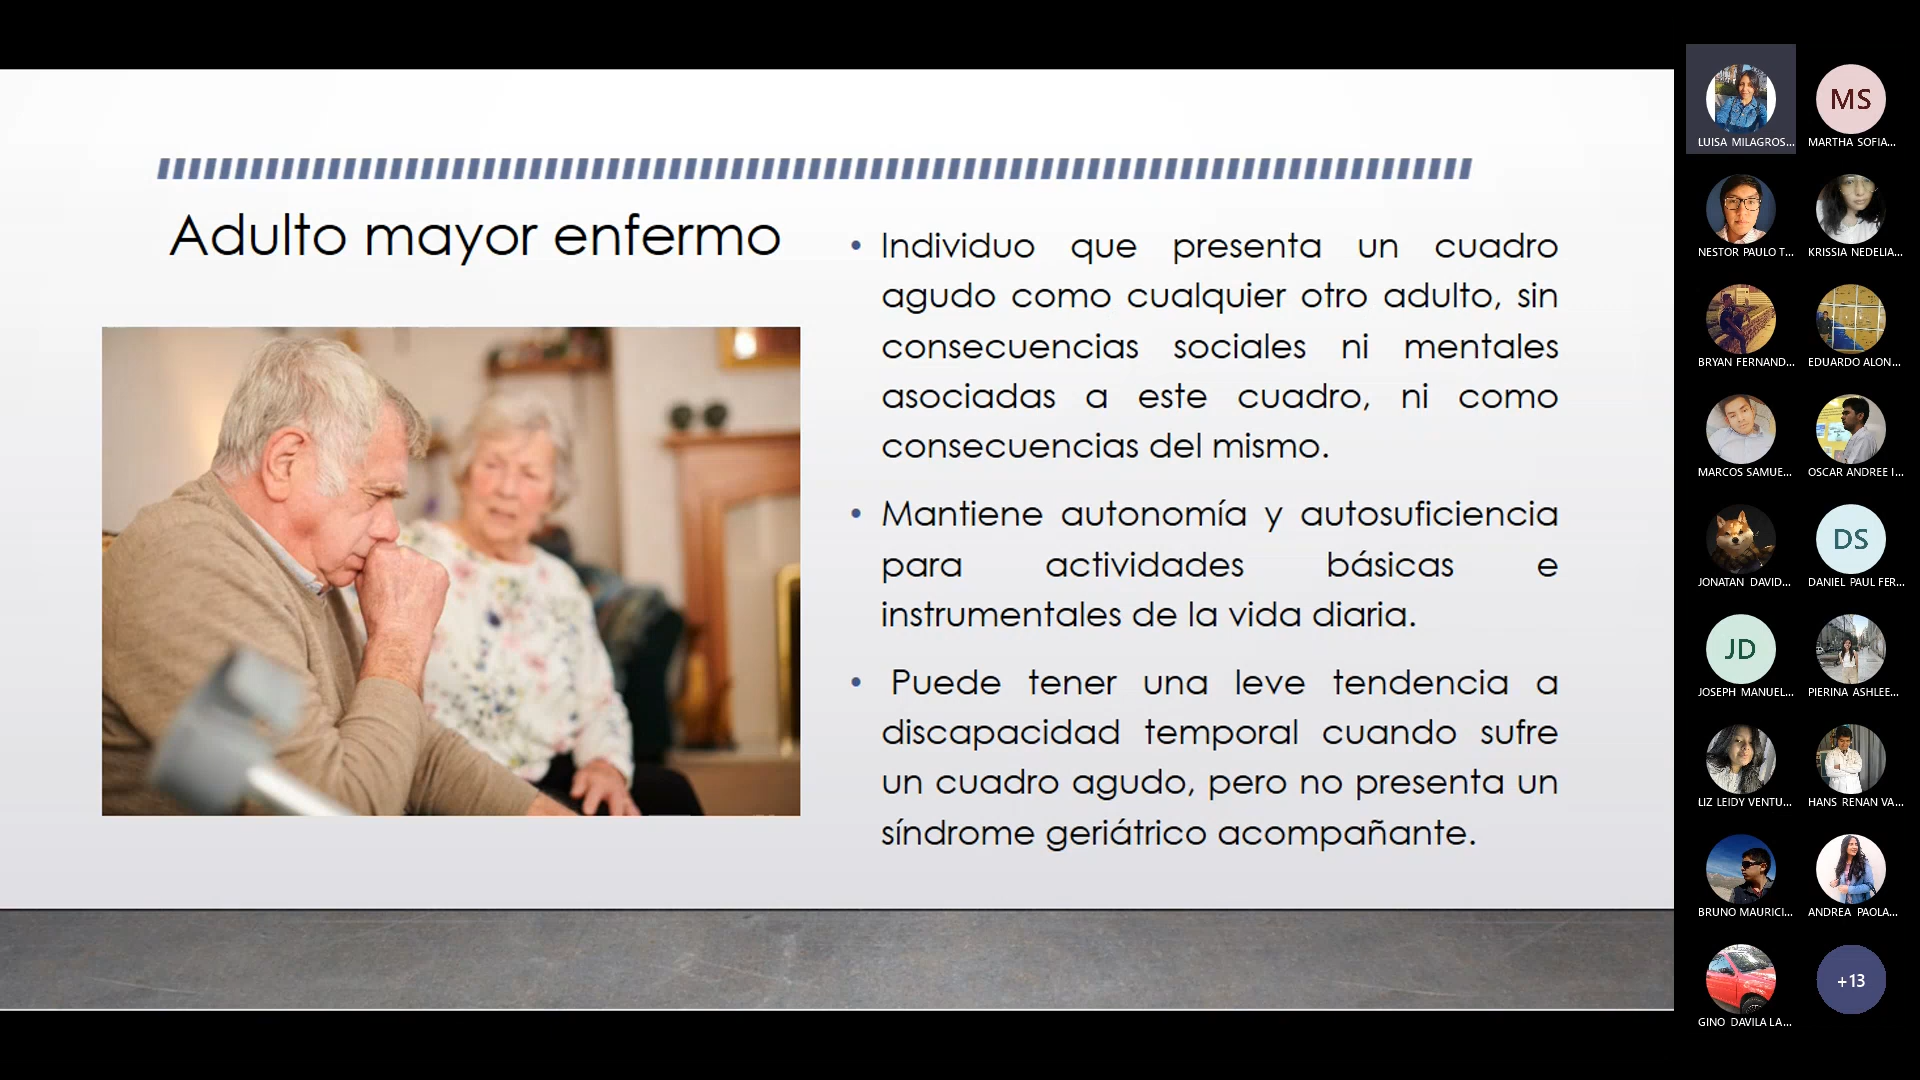 Adulto mayor enfermo
• Individuo que presenta un cuadro
agudo como cualquier otro adulto, sin
consecuencias sociales ni mentales
asociadas a este cuadro, ni como
consecuencias del mismo.
• Mantiene autonomía y autosuficiencia
para actividades básicas e
instrumentales de la vida diaria.
• Puede tener una leve tendencia a
discapacidad temporal cuando sufre
un cuadro agudo, pero no presenta un
síndrome geriátrico acompañante.
LUISA MILAGROS...
MS
MARTHA SOFIA...
NESTOR PAULO T...
KRISSIA NEDELIA...
BRYAN FERNAND...
EDUARDO ALON...
MARCOS SAMUE...
OSCAR ANDREE I...
JONATAN DAVID...
DS
DANIEL PAUL FER...
JD
JOSEPH MANUEL...
PIERINA ASHLEE...
LIZ LEIDY VENTU...
HANS RENAN VA...
BRUNO MAURICI...
ANDREA PAOLA...
GINO DAVILA LA...
+13